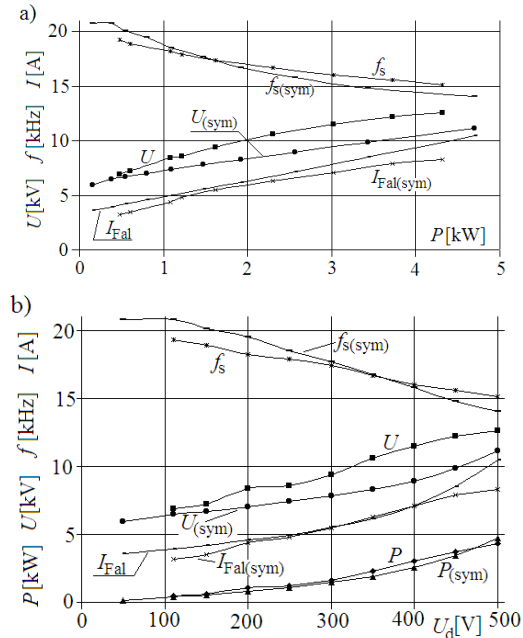 a)
U[kV] f [kHz] I [A]
20
15
10
5
0
fs
fs(sym)
U(sym)
U
IFal(sym)
IFal
P[kW]
0 1 2 3 4 5
b)
P [kW] U[kV] f [kHz] I [A]
20
15
10
5
0
fs(sym)
fs
U
U(sym)
IFal
IFal(sym)
P
P(sym)
0 100 200 300 400 500
Ud[V]